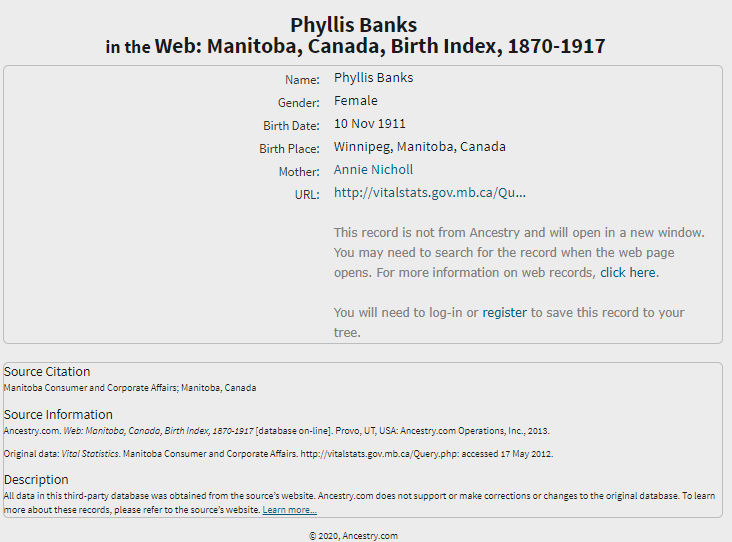 Phyllis Banks
in the Web: Manitoba, Canada, Birth Index, 1870-1917
Name: Phyllis Banks
Gender: Female
Birth Date: 10 Nov 1911
Birth Place: Winnipeg, Manitoba, Canada
Mother: Annie Nicholl
URL: http://vitalstats.gov.mb.ca/Qu...
This record is not from Ancestry and will open in a new window.
You may need to search for the record when the web page
opens. For more information on web records, click here.
You will need to log-in or register to save this record to your
tree.
Source Citation
Manitoba Consumer and Corporate Affairs; Manitoba, Canada
Source Information
Ancestry.com. Web: Manitoba, Canada, Birth Index, 1870-1917 [database on-line]. Provo, UT, USA: Ancestry.com Operations, Inc., 2013.
Original data: Vital Statistics. Manitoba Consumer and Corporate Affairs. http://vitalstats.gov.mb.ca/Query.php: accessed 17 May 2012.
Description
All data in this third-party database was obtained from the source's website. Ancestry.com does not support or make corrections or changes to the original database. To learn
more about these records, please refer to the source's website. Learn more...
© 2020, Ancestry.com